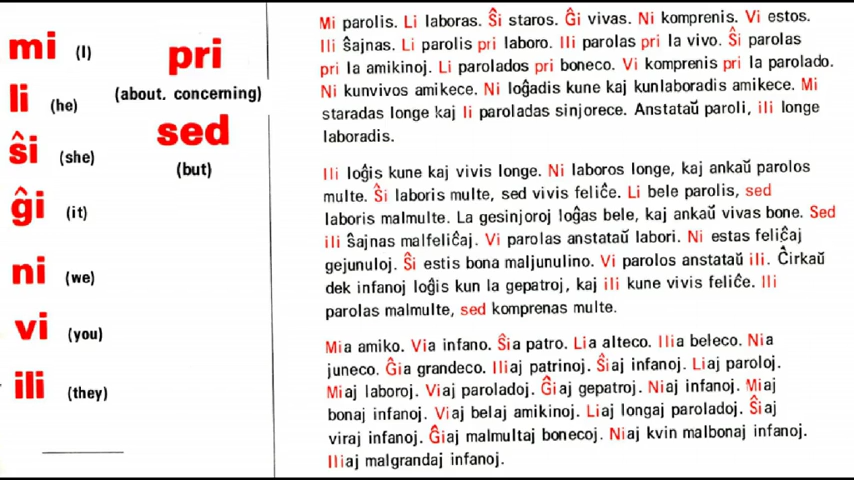 mi (I)
li (he)
ŝi (she)
ĝi (it)
ni (we)
vi (you)
ili (they)
pri
(about, concerning)
sed
(but)
Mi parolis. Li laboras. Ŝi staros. Ĝi vivas. Ni komprenis. Vi estos.
Ili ŝajnas. Li parolis pri laboro. Ili parolas pri la vivo. Ŝi parolas
pri la amikinoj. Li parolados pri boneco. Vi komprenis pri la parolado.
Ni kunvivos amikece. Ni loĝadis kune kaj kunlaboradis amikece. Mi
staradas longe kaj li paroladas sinjorece. Anstataŭ paroli, ili longe
laboradis.
Ili loĝis kune kaj vivis longe. Ni laboros longe, kaj ankaŭ parolos
multe. Ŝi laboris multe, sed vivis feliĉe. Li bele parolis, sed
laboris malmulte. La gesinjoroj loĝas bele, kaj ankaŭ vivas bone. Sed
ili ŝajnas malfeliĉaj. Vi parolas anstataŭ labori. Ni estas feliĉaj
gejunuloj. Ŝi estis bona maljunulino. Vi parolos anstataŭ ili. Ĉirkaŭ
dek infanoj loĝis kun la gepatroj, kaj ili kune vivis feliĉe. Ili
parolas malmulte, sed komprenas multe.
Mia amiko. Via infano. Ŝia patro. Lia alteco. Ilia beleco. Nia
juneco. Ĝia grandeco. Iliaj patrinoj. Ŝiaj infanoj. Liaj paroloj.
Miaj laboroj. Viaj paroladoj. Ĝiaj gepatroj. Niaj infanoj. Miaj
bonaj infanoj. Viaj belaj amikinoj. Liaj longaj paroladoj. Ŝiaj
viraj infanoj. Ĝiaj malmultaj bonecoj. Niaj kvin malbonaj infanoj.
Iliaj malgrandaj infanoj.